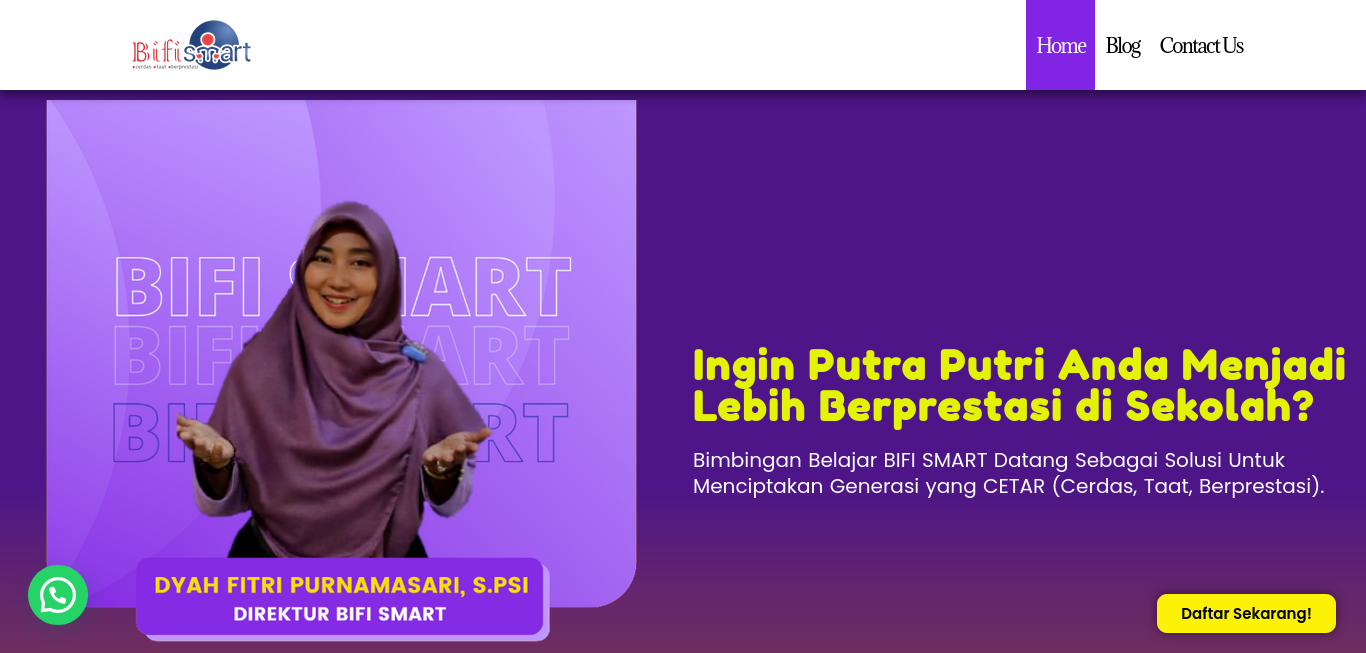 Bifismart
•cerdas •taat •berprestasi
Home
Blog
Contact Us
BIFI SMART
BIFI SMART
BIFI SMART
DYAH FITRI PURNAMASARI, S.PSI
DIREKTUR BIFI SMART
Ingin Putra Putri Anda Menjadi
Lebih Berprestasi di Sekolah?
Bimbingan Belajar BIFI SMART Datang Sebagai Solusi Untuk
Menciptakan Generasi yang CETAR (Cerdas, Taat, Berprestasi).
Daftar Sekarang!